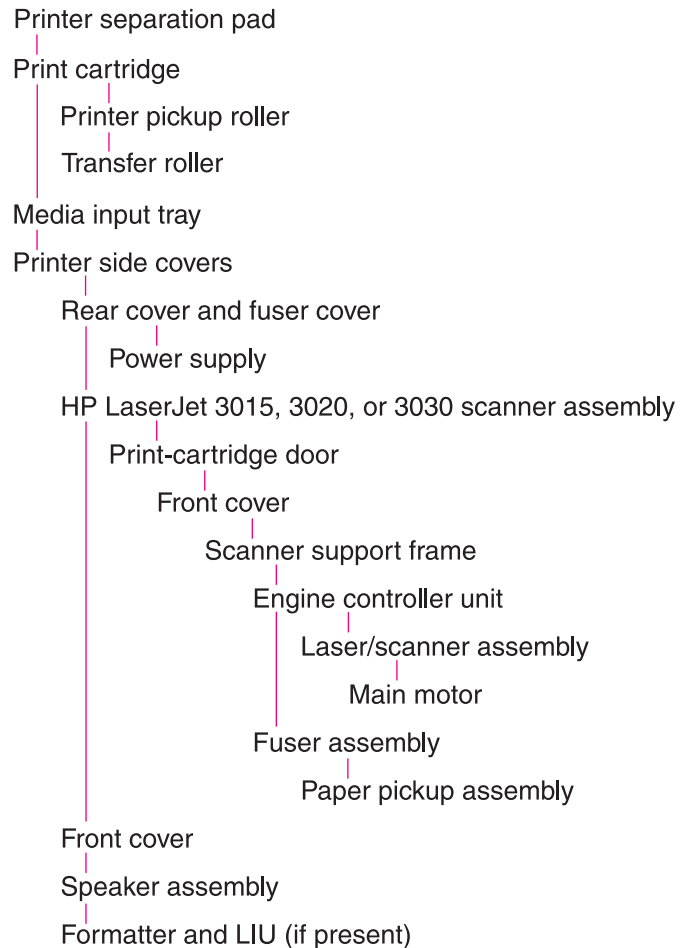 Printer separation pad
Print cartridge
Printer pickup roller
Transfer roller
Media input tray
Printer side covers
Rear cover and fuser cover
Power supply
HP LaserJet 3015, 3020, or 3030 scanner assembly
Print-cartridge door
Front cover
Scanner support frame
Engine controller unit
Laser/scanner assembly
Main motor
Fuser assembly
Paper pickup assembly
Front cover
Speaker assembly
Formatter and LIU (if present)